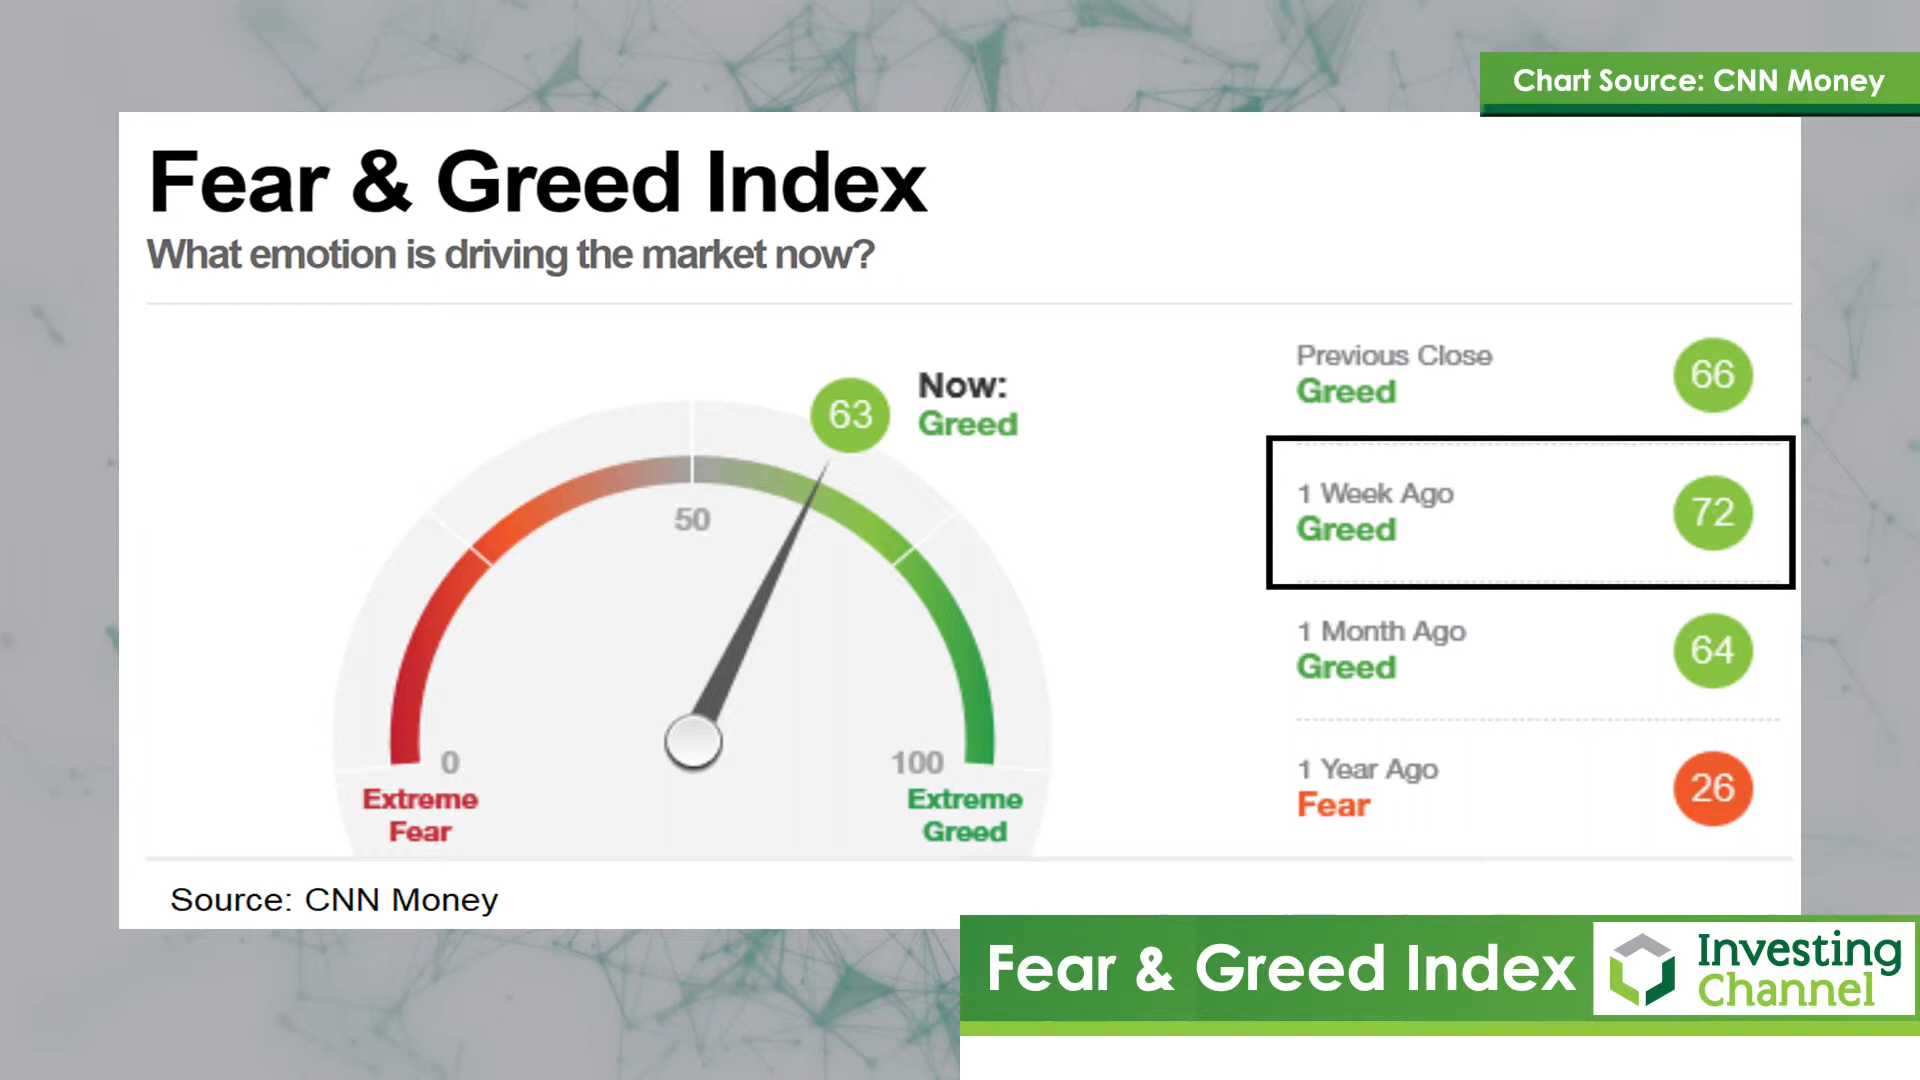 Chart Source: CNN Money
Fear & Greed Index
What emotion is driving the market now?
63
Now:
Greed
50
0
100
Extreme
Fear
Extreme
Greed
Previous Close
Greed
66
1 Week Ago
Greed
72
1 Month Ago
Greed
64
1 Year Ago
Fear
26
Source: CNN Money
Fear & Greed Index
Investing
Channel